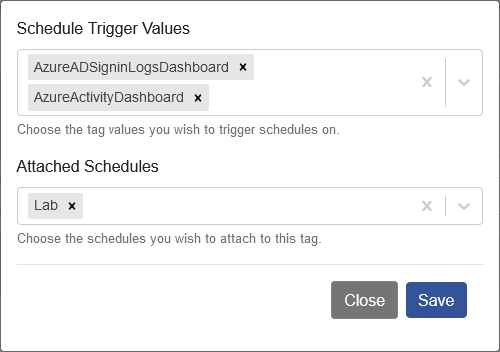 Schedule Trigger Values
AzureADSigninLogsDashboard ×
AzureActivityDashboard ×
Choose the tag values you wish to trigger schedules on.
Attached Schedules
Lab ×
Choose the schedules you wish to attach to this tag.
Close Save